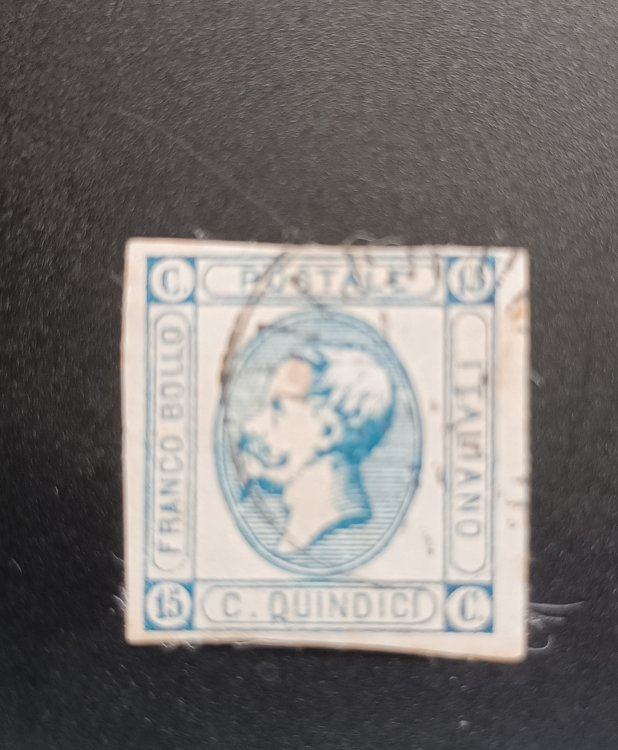 C. POSTALE 15
FRANCO BOLLO
ITALIANO
15 C. QUINDICI C.